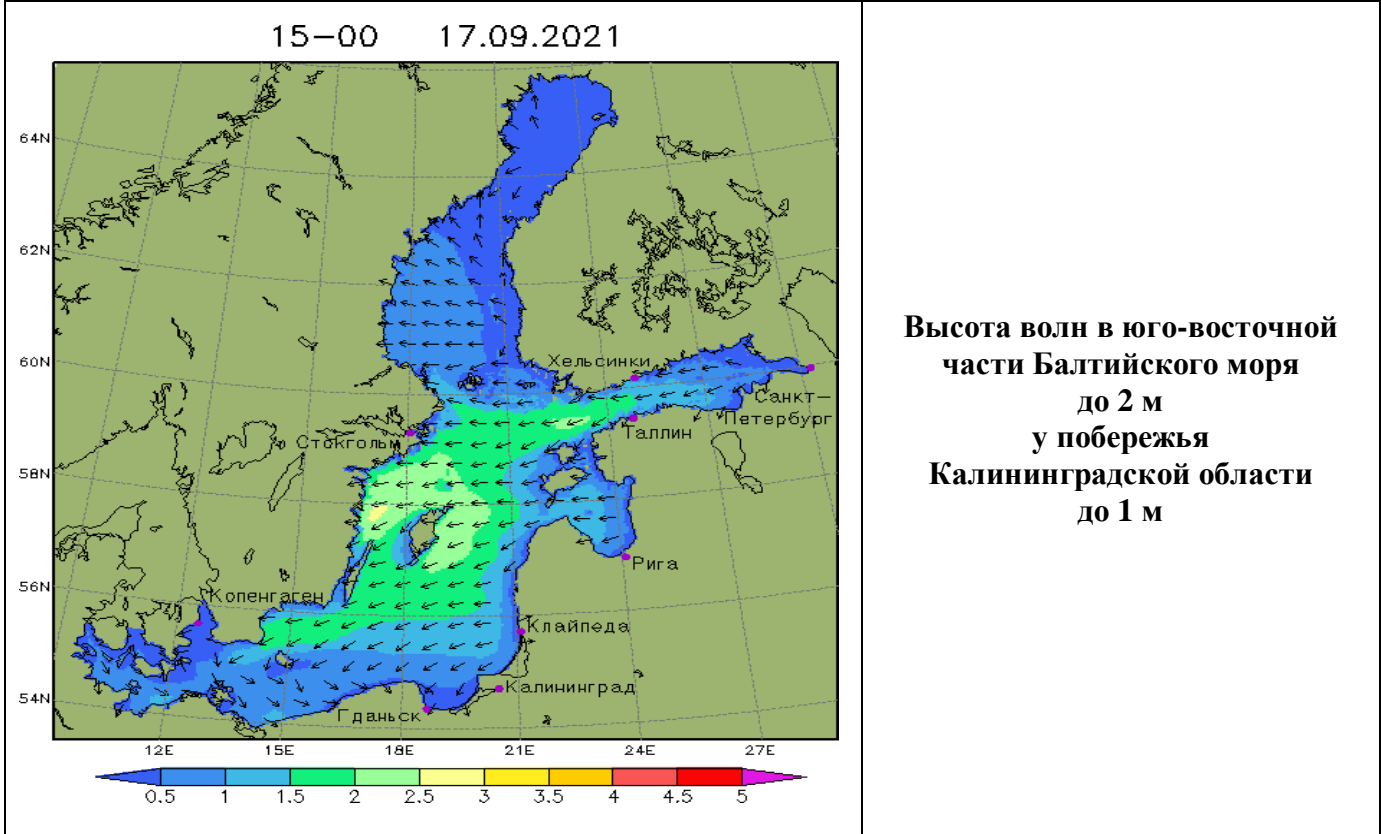 15-00 17.09.2021
64N
62N
60N
58N
56N
54N
Хельсинки
Санкт-
Петербург
Таллин
Стокгольм
Рига
Копенгаген
Клайпеда
Калининград
Гданьск
12E 15E 18E 21E 24E 27E
0.5 1 1.5 2 2.5 3 3.5 4 4.5 5
Высота волн в юго-восточной
части Балтийского моря
до 2 м
у побережья
Калининградской области
до 1 м